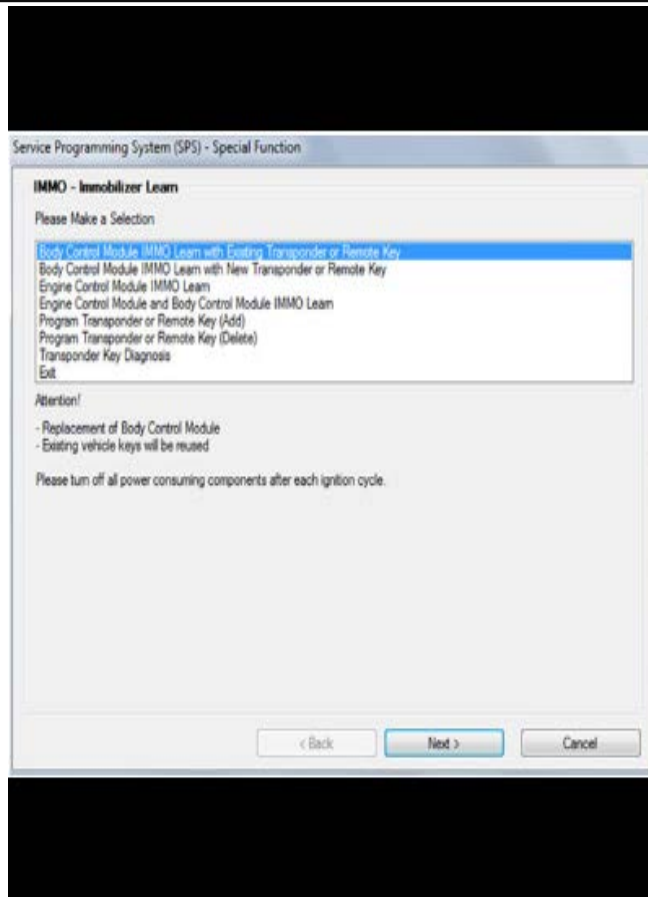 Service Programming System (SPS) - Special Function
IMMO - Immobilizer Learn
Please Make a Selection
Body Control Module IMMO Learn with Existing Transponder or Remote Key
Body Control Module IMMO Learn with New Transponder or Remote Key
Engine Control Module IMMO Learn
Engine Control Module and Body Control Module IMMO Learn
Program Transponder or Remote Key (Add)
Program Transponder or Remote Key (Delete)
Transponder Key Diagnosis
Exit
Attention!
- Replacement of Body Control Module
- Existing vehicle keys will be reused
Please turn off all power consuming components after each ignition cycle.
< Back
Next >
Cancel